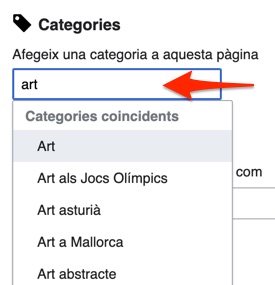 Categories
Afegeix una categoria a aquesta pàgina
art
Categories coincidents
Art
Art als Jocs Olímpics
com
Art asturià
Art a Mallorca
Art abstracte